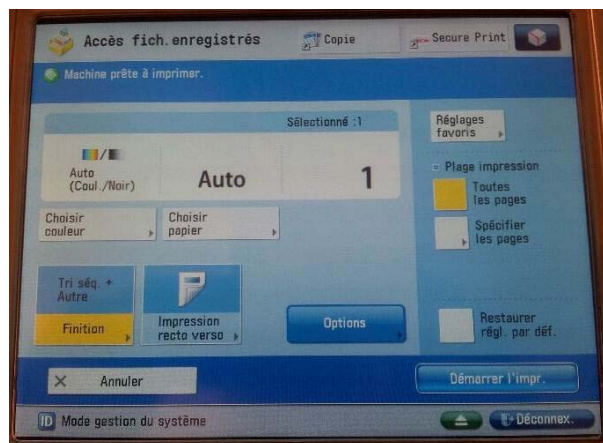 Accès fich.enregistrés
Copie
Secure Print
Machine prête à imprimer.
Sélectionné :1
Réglages
favoris
Auto
(Coul./Noir)
Auto
1
Plage impression
Toutes
les pages
Spécifier
les pages
Choisir
couleur
Choisir
papier
Tri séq. +
Autre
Finition
Impression
recto verso
Options
Restaurer
régl. par déf.
Annuler
Démarrer l'impr.
ID Mode gestion du système
Déconnex.